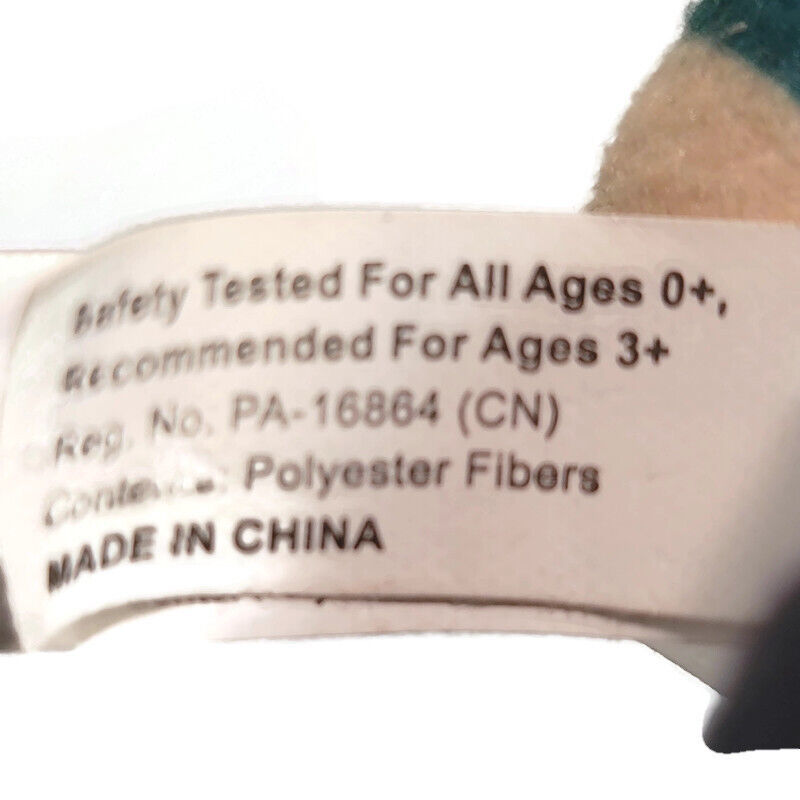 Safety Tested For All Ages 0+,
Recommended For Ages 3+
Reg. No. PA-16864 (CN)
Contents: Polyester Fibers
MADE IN CHINA